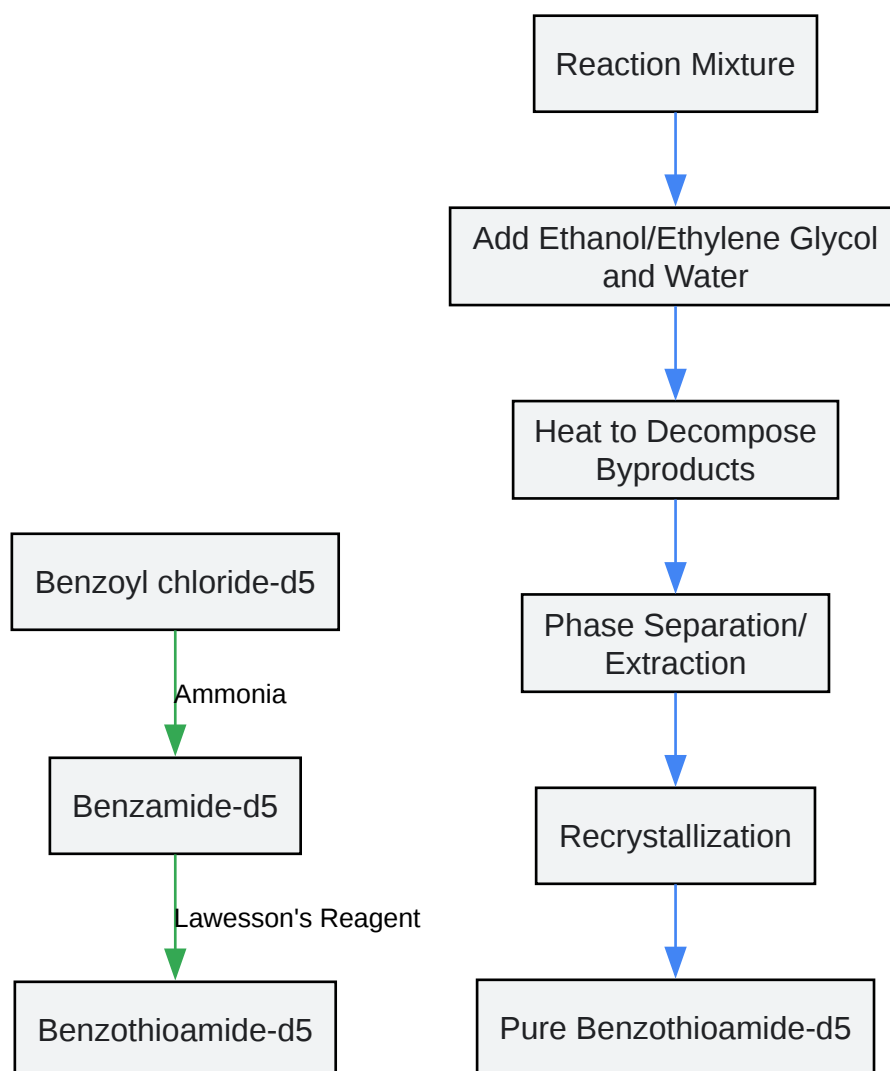 Reaction Mixture
Add Ethanol/Ethylene Glycol
and Water
Heat to Decompose
Byproducts
Benzoyl chloride-d5
Phase Separation/
Extraction
Ammonia
Benzamide-d5
Recrystallization
Lawesson's Reagent
Benzothioamide-d5
Pure Benzothioamide-d5